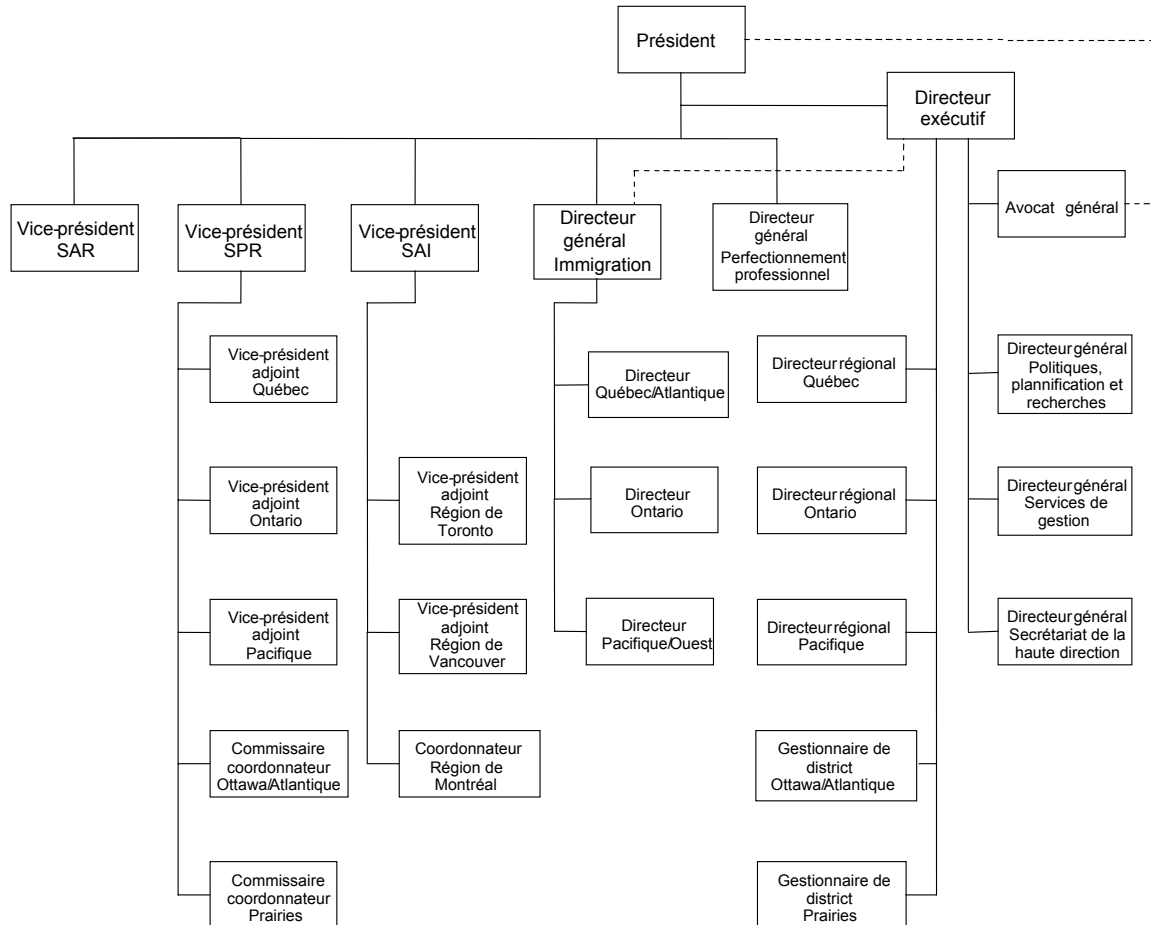 Président
Directeur
exécutif
Avocat général
Vice-président
SAR
Vice-président
SPR
Vice-président
SAI
Directeur
général
Immigration
Directeur
général
Perfectionnement
professionnel
Vice-président
adjoint
Québec
Directeur
Québec/Atlantique
Directeur régional
Québec
Directeur général
Politiques,
plannification et
recherches
Vice-président
adjoint
Ontario
Vice-président
adjoint
Région de
Toronto
Directeur
Ontario
Directeur régional
Ontario
Directeur général
Services de
gestion
Vice-président
adjoint
Pacifique
Vice-président
adjoint
Région de
Vancouver
Directeur
Pacifique/Ouest
Directeur régional
Pacifique
Directeur général
Secrétariat de la
haute direction
Commissaire
coordonnateur
Ottawa/Atlantique
Coordonnateur
Région de
Montréal
Gestionnaire de
district
Ottawa/Atlantique
Commissaire
coordonnateur
Prairies
Gestionnaire de
district
Prairies